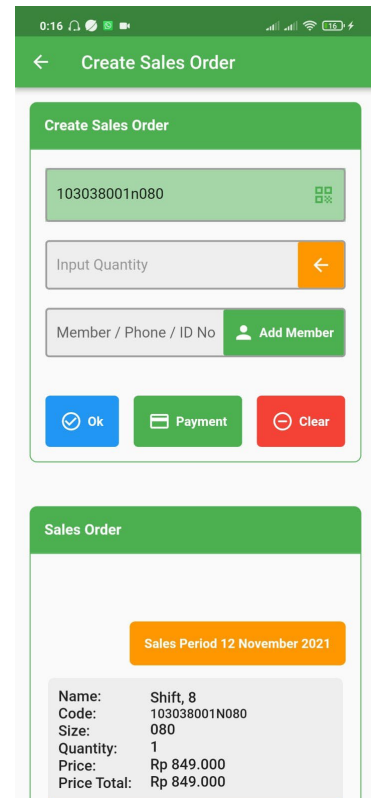 0:16
16
Create Sales Order
Create Sales Order
103038001n080
Input Quantity
Member / Phone / ID No
Add Member
Ok
Payment
Clear
Sales Order
Sales Period 12 November 2021
Name: Shift, 8
Code: 103038001N080
Size: 080
Quantity: 1
Price: Rp 849.000
Price Total: Rp 849.000